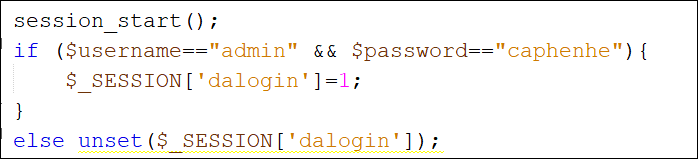 session_start();
if ($username=="admin" && $password=="caphenhe"){
$_SESSION['dalogin']=1;
}
else unset($_SESSION['dalogin']);